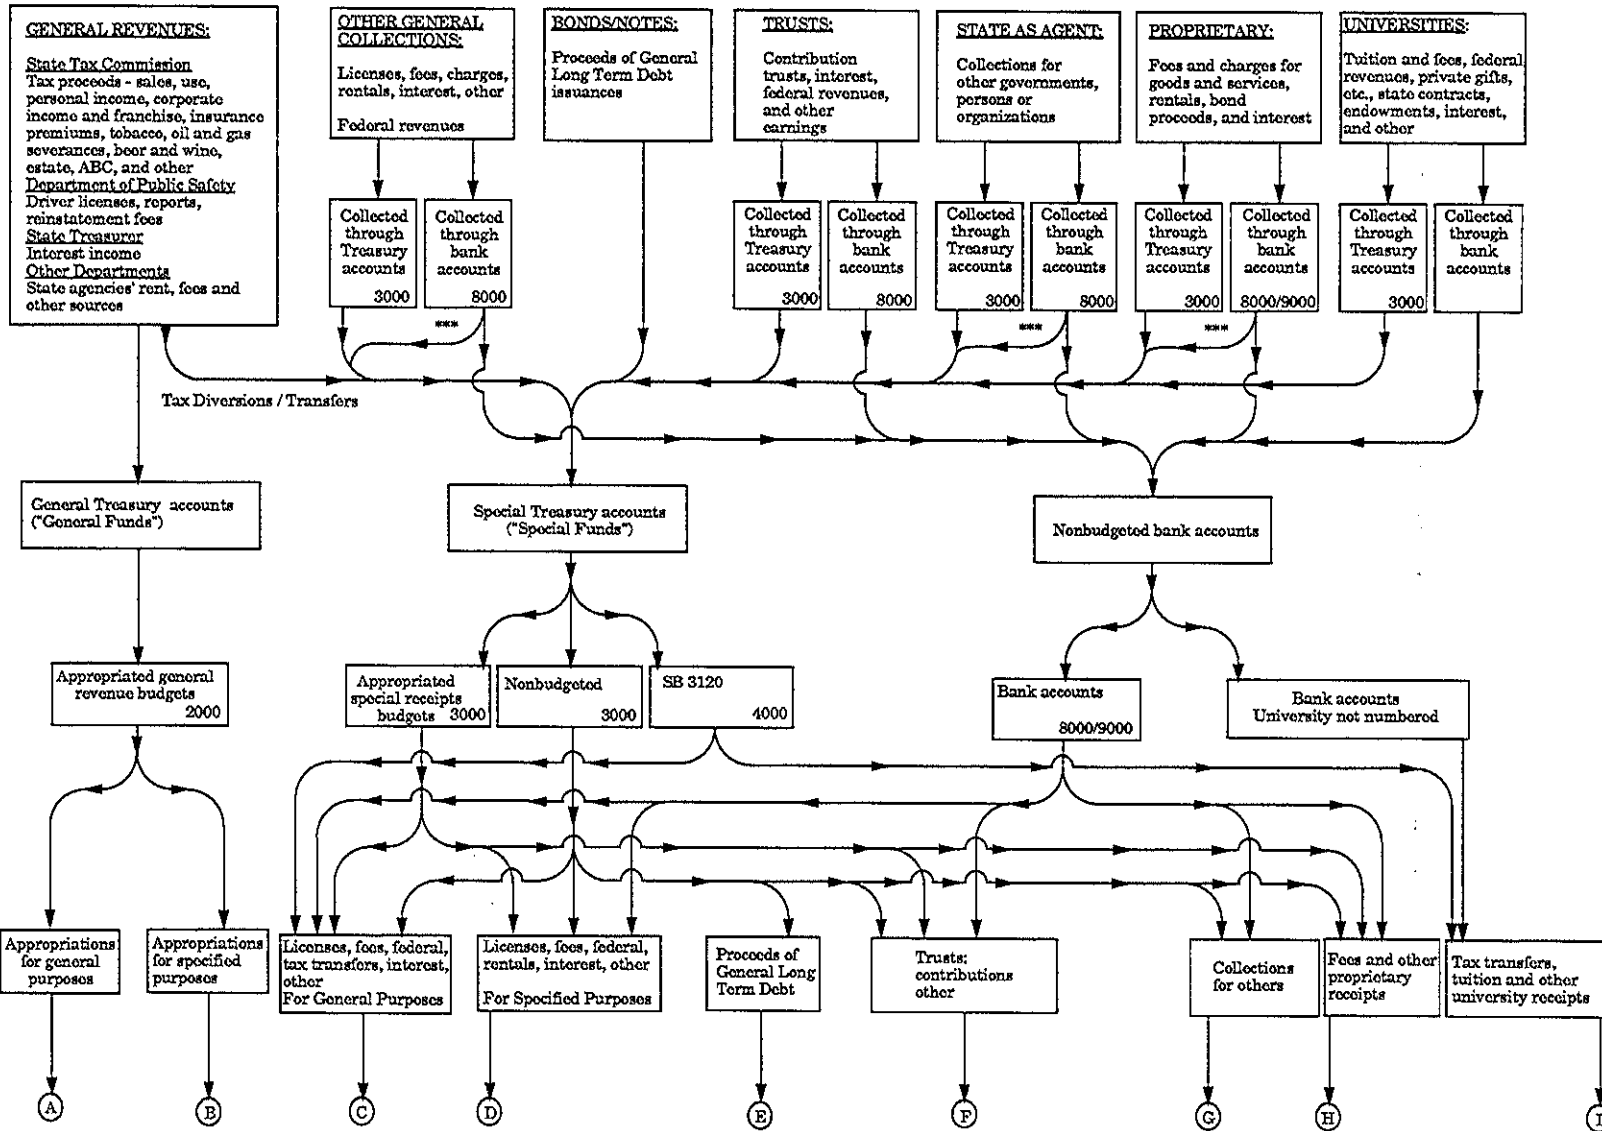 GENERAL REVENUES:
State Tax Commission
Tax proceeds - sales, use,
personal income, corporate
income and franchise, insurance
premiums, tobacco, oil and gas
severances, beer and wine,
estate, ABC, and other
Department of Public Safety
Driver licenses, reports,
reinstatement fees
State Treasurer
Interest income
Other Departments
State agencies' rent, fees and
other sources
OTHER GENERAL
COLLECTIONS:
Licenses, fees, charges,
rentals, interest, other
Federal revenues
BONDS/NOTES:
Proceeds of General
Long Term Debt
issuances
TRUSTS:
Contribution
trusts, interest,
federal revenues,
and other
earnings
STATE AS AGENT:
Collections for
other governments,
persons or
organizations
PROPRIETARY:
Fees and charges for
goods and services,
rentals, bond
proceeds, and interest
UNIVERSITIES:
Tuition and fees, federal
revenues, private gifts,
etc., state contracts,
endowments, interest,
and other
Collected
through
Treasury
accounts
3000
Collected
through
bank
accounts
8000
Collected
through
Treasury
accounts
3000
Collected
through
bank
accounts
8000
Collected
through
Treasury
accounts
3000
Collected
through
bank
accounts
8000
Collected
through
Treasury
accounts
3000
Collected
through
bank
accounts
8000/9000
Collected
through
Treasury
accounts
3000
Collected
through
bank
accounts
***
***
***
Tax Diversions / Transfers
General Treasury accounts
("General Funds")
Special Treasury accounts
("Special Funds")
Nonbudgeted bank accounts
Appropriated general
revenue budgets
2000
Appropriated
special receipts
budgets 3000
Nonbudgeted
3000
SB 3120
4000
Bank accounts
8000/9000
Bank accounts
University not numbered
Appropriations
for general
purposes
Appropriations
for specified
purposes
Licenses, fees, federal,
tax transfers, interest,
other
For General Purposes
Licenses, fees, federal,
rentals, interest, other
For Specified Purposes
Proceeds of
General Long
Term Debt
Trusts:
contributions
other
Collections
for others
Fees and other
proprietary
receipts
Tax transfers,
tuition and other
university receipts
A
B
C
D
E
F
G
H
I